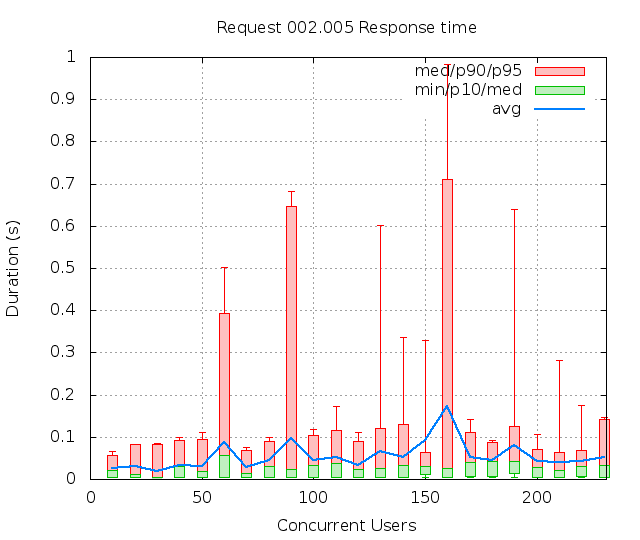 Request 002.005 Response time
med/p90/p95
min/p10/med
avg
1
0.9
0.8
0.7
0.6
0.5
0.4
0.3
0.2
0.1
0
Duration (s)
0 50 100 150 200
Concurrent Users